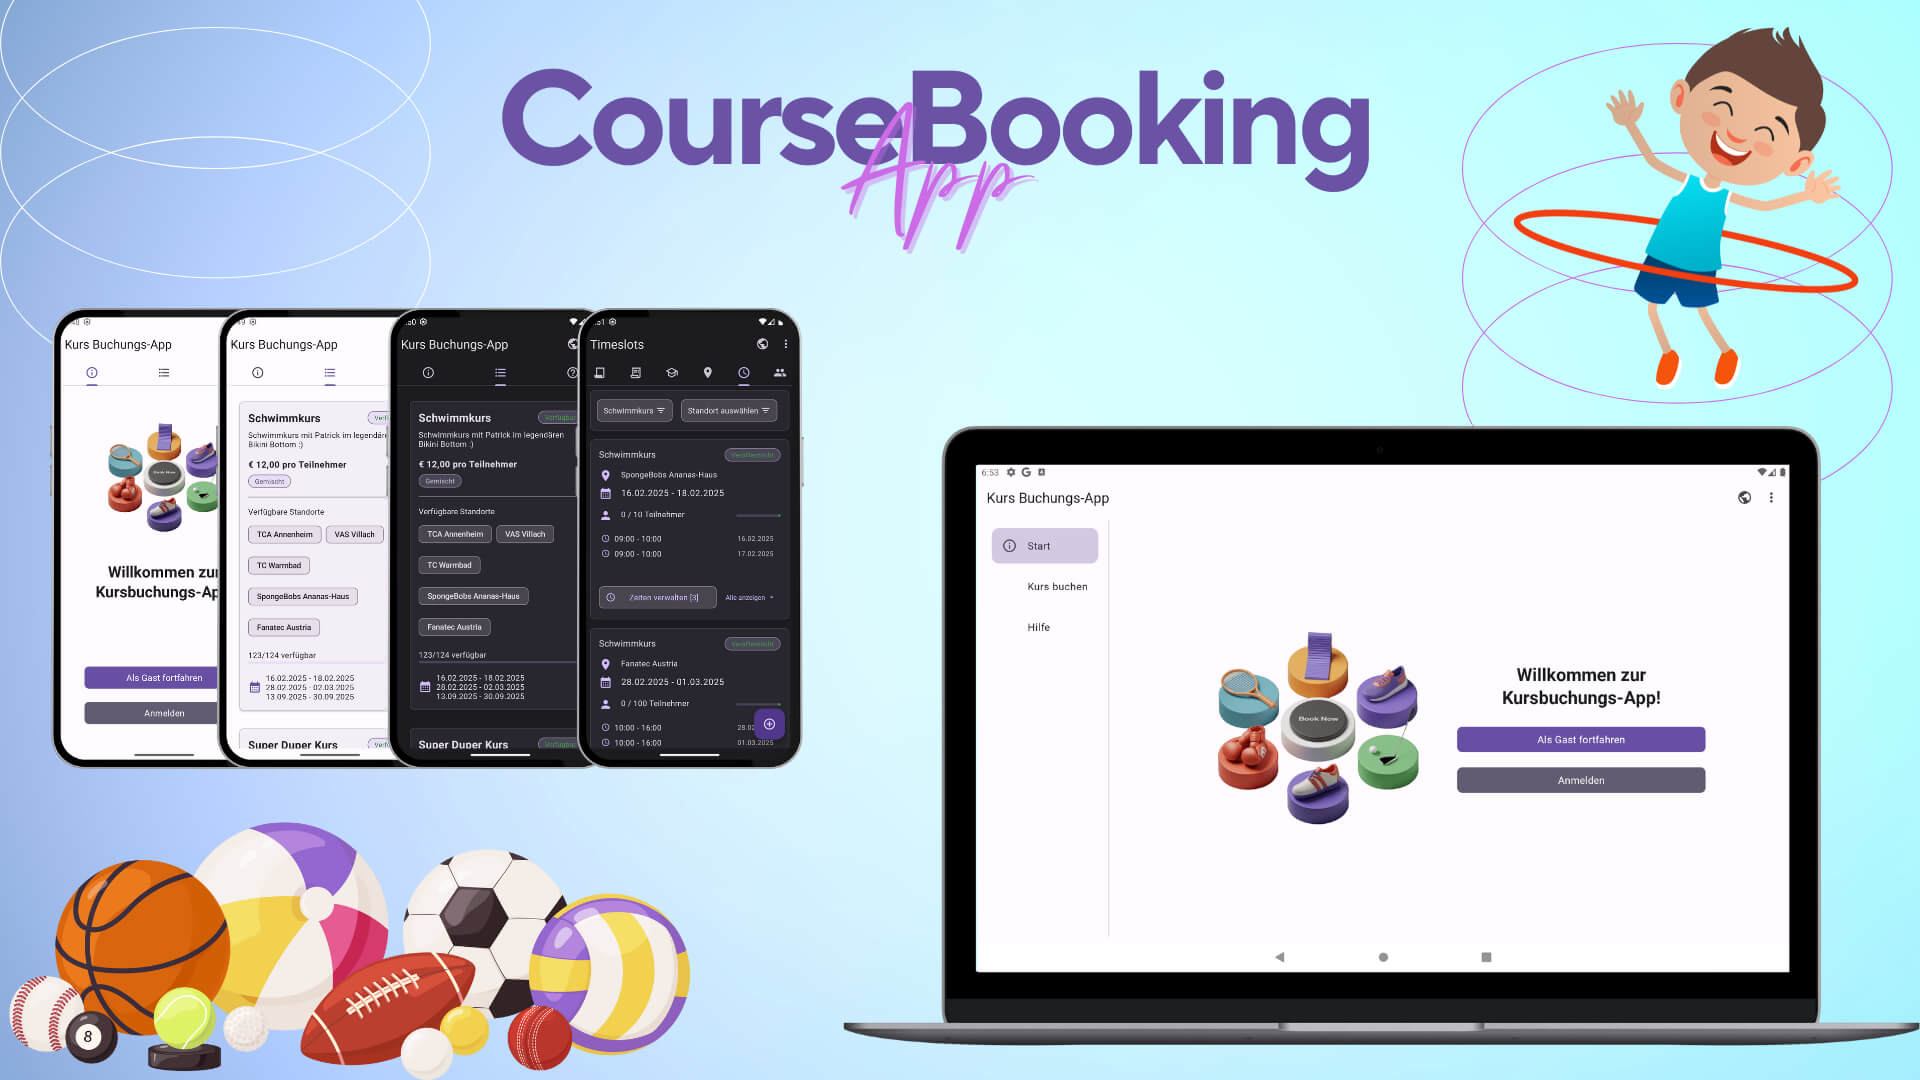 CourseBooking
App
Kurs Buchungs-App
Willkommen zur
Kursbuchungs-Ap
Als Gast fortfahren
Anmelden
Kurs Buchungs-App
Schwimmkurs
Schwimmkurs mit Patrick im legendären
Bikini Bottom :)
€ 12,00 pro Teilnehmer
Gemischt
Verfügbare Standorte
TCA Annenheim VAS Villach
TC Warmbad
SpongeBobs Ananas-Haus
Fanatec Austria
123/124 verfügbar
16.02.2025 - 18.02.2025
28.02.2025 - 02.03.2025
13.09.2025 - 30.09.2025
Super Duper Kurs
Kurs Buchungs-App
Schwimmkurs Verfügbar
Schwimmkurs mit Patrick im legendären
Bikini Bottom :)
€ 12,00 pro Teilnehmer
Gemischt
Verfügbare Standorte
TCA Annenheim VAS Villach
TC Warmbad
SpongeBobs Ananas-Haus
Fanatec Austria
123/124 verfügbar
16.02.2025 - 18.02.2025
28.02.2025 - 02.03.2025
13.09.2025 - 30.09.2025
Super Duper Kurs
Timeslots
Schwimmkurs Standort auswählen
Schwimmkurs Veröffentlicht
SpongeBobs Ananas-Haus
16.02.2025 - 18.02.2025
0 / 10 Teilnehmer
09:00 - 10:00 16.02.2025
09:00 - 10:00 17.02.2025
Zeiten verwalten [3] Alle anzeigen
Schwimmkurs Veröffentlicht
Fanatec Austria
28.02.2025 - 01.03.2025
0 / 100 Teilnehmer
10:00 - 16:00 28.02
10:00 - 16:00 01.03.2025
6:53
Kurs Buchungs-App
Start
Kurs buchen
Hilfe
Book Now
Willkommen zur
Kursbuchungs-App!
Als Gast fortfahren
Anmelden
8